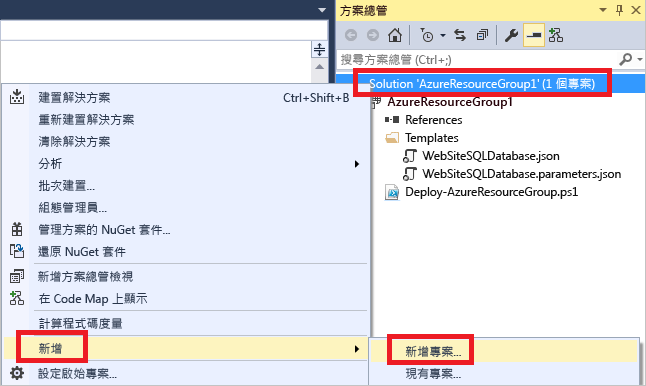 方案總管
搜尋方案總管 (Ctrl+;)
Solution 'AzureResourceGroup1' (1 個專案)
AzureResourceGroup1
References
Templates
WebSiteSQLDatabase.json
WebSiteSQLDatabase.parameters.json
Deploy-AzureResourceGroup.ps1
建置解決方案 Ctrl+Shift+B
重新建置解決方案
清除解決方案
分析
批次建置...
組態管理員...
管理方案的 NuGet 套件...
還原 NuGet 套件
新增方案總管檢視
在 Code Map 上顯示
計算程式碼度量
新增
設定啟始專案...
新增專案...
現有專案...